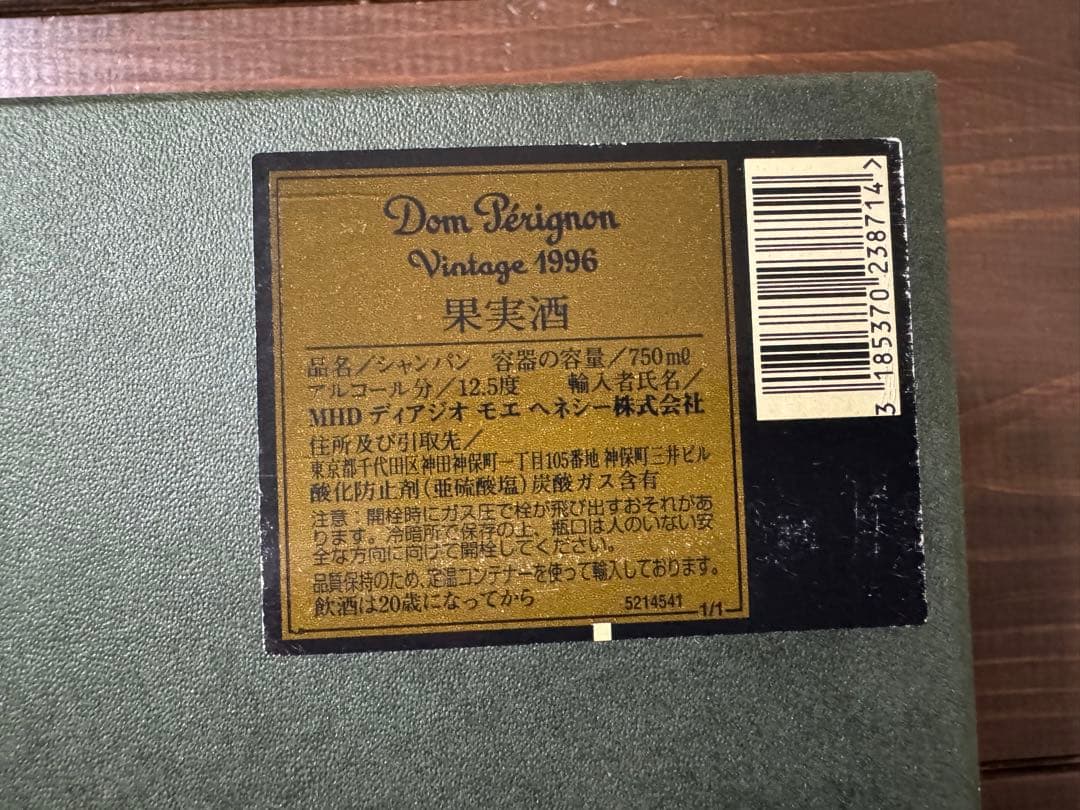 Dom Pérignon
Vintage 1996
果実酒
品名／シャンパン 容器の容量／750mℓ
アルコール分／12.5度 輸入者氏名／
MHD ディアジオ モエ ヘネシー株式会社
住所及び引取先／
東京都千代田区神田神保町一丁目105番地 神保町三井ビル
酸化防止剤(亜硫酸塩)炭酸ガス含有
注意：開栓時にガス圧で栓が飛び出すおそれがあ
ります。冷暗所で保存の上、瓶口は人のいない安
全な方向に向けて開栓してください。
品質保持のため、定温コンテナーを使って輸入しております。
飲酒は20歳になってから
5214541 1/1
3 185370 238714 >